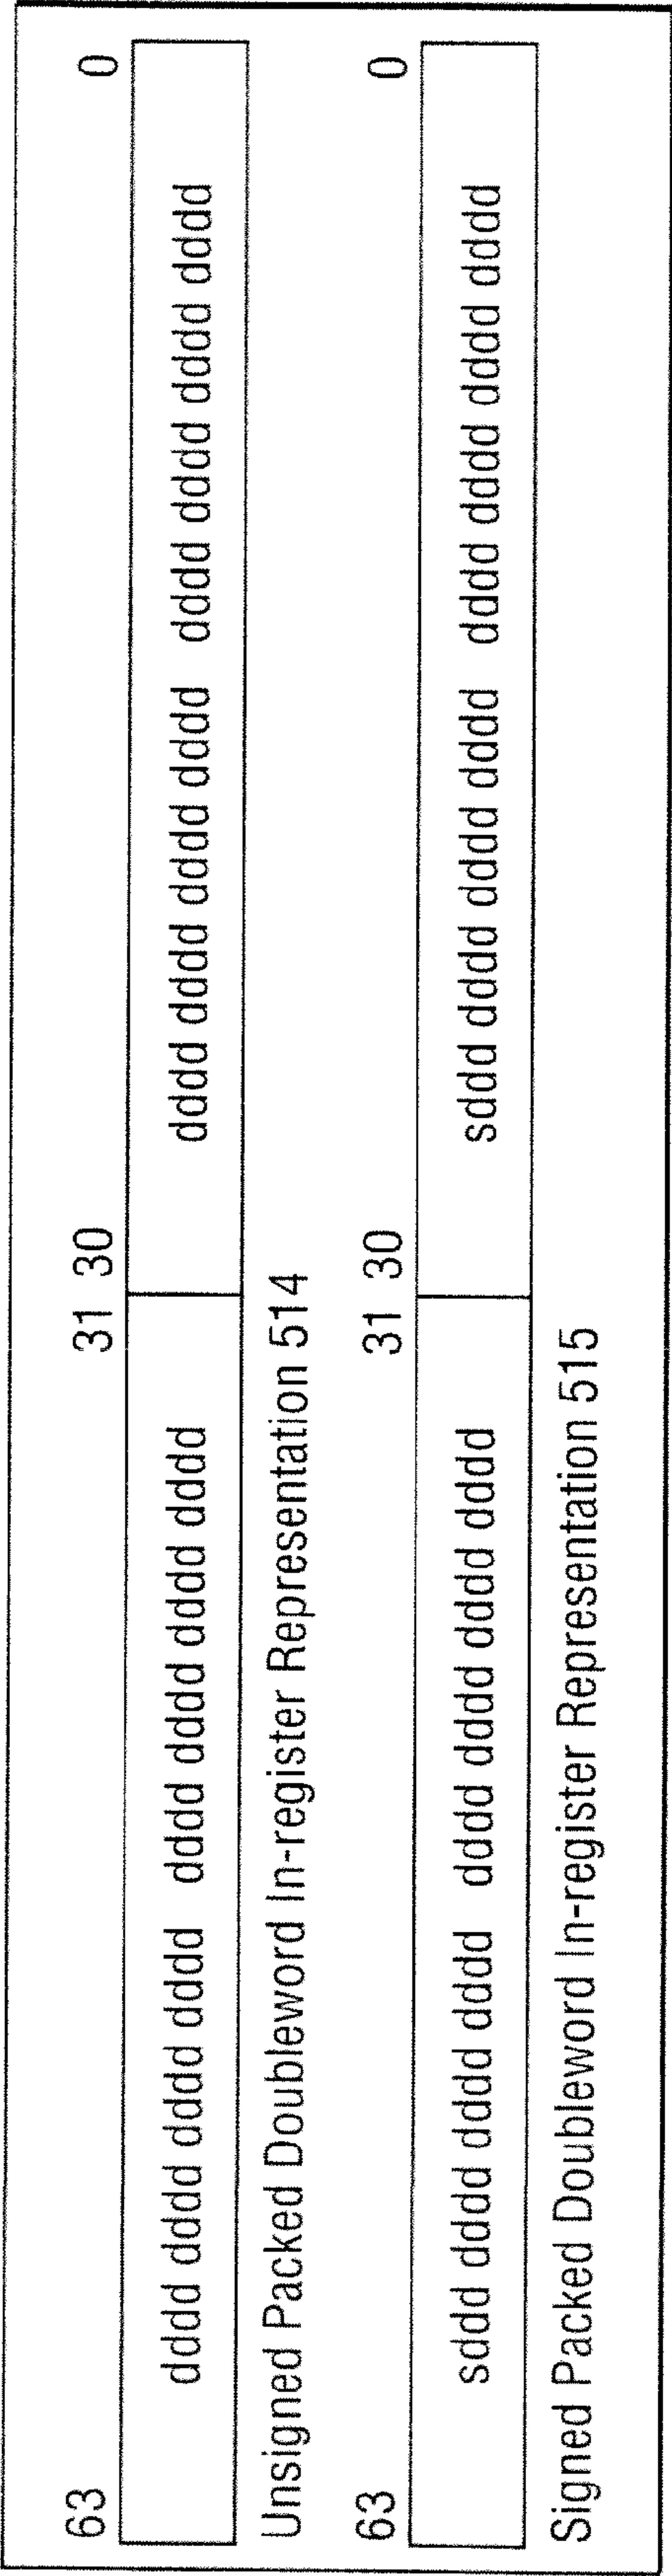 63 31 30 0
dddd dddd dddd dddd dddd dddd dddd dddd dddd dddd dddd dddd dddd dddd dddd dddd
Unsigned Packed Doubleword In-register Representation 514
63 31 30 0
sddd dddd dddd dddd dddd dddd dddd dddd sddd dddd dddd dddd dddd dddd dddd dddd
Signed Packed Doubleword In-register Representation 515